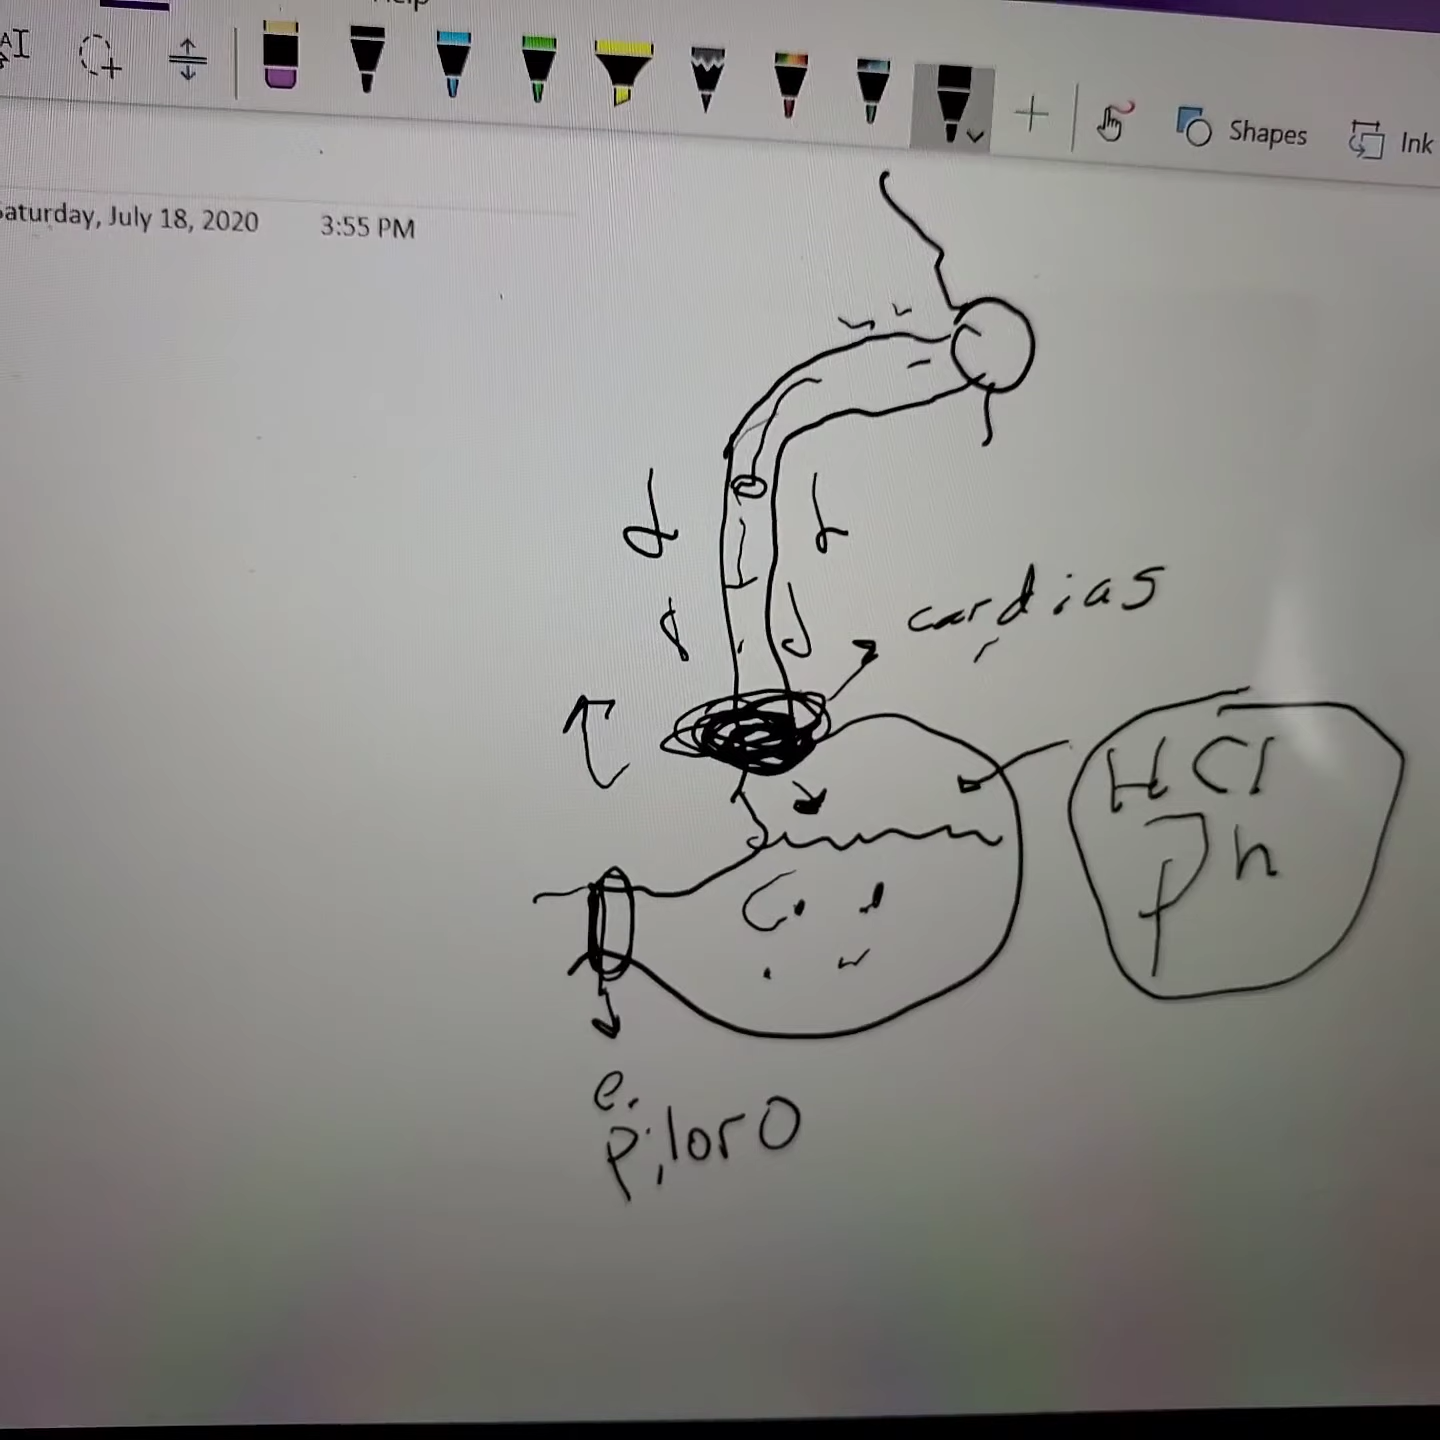 Shapes
Ink
Saturday, July 18, 2020
3:55 PM
cardias
HCl
Ph
e.
piloro